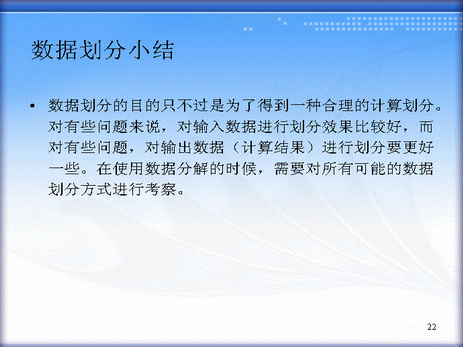 数据划分小结
• 数据划分的目的只不过是为了得到一种合理的计算划分。
对有些问题来说，对输入数据进行划分效果比较好，而
对有些问题，对输出数据（计算结果）进行划分要更好
一些。在使用数据分解的时候，需要对所有可能的数据
划分方式进行考察。
22